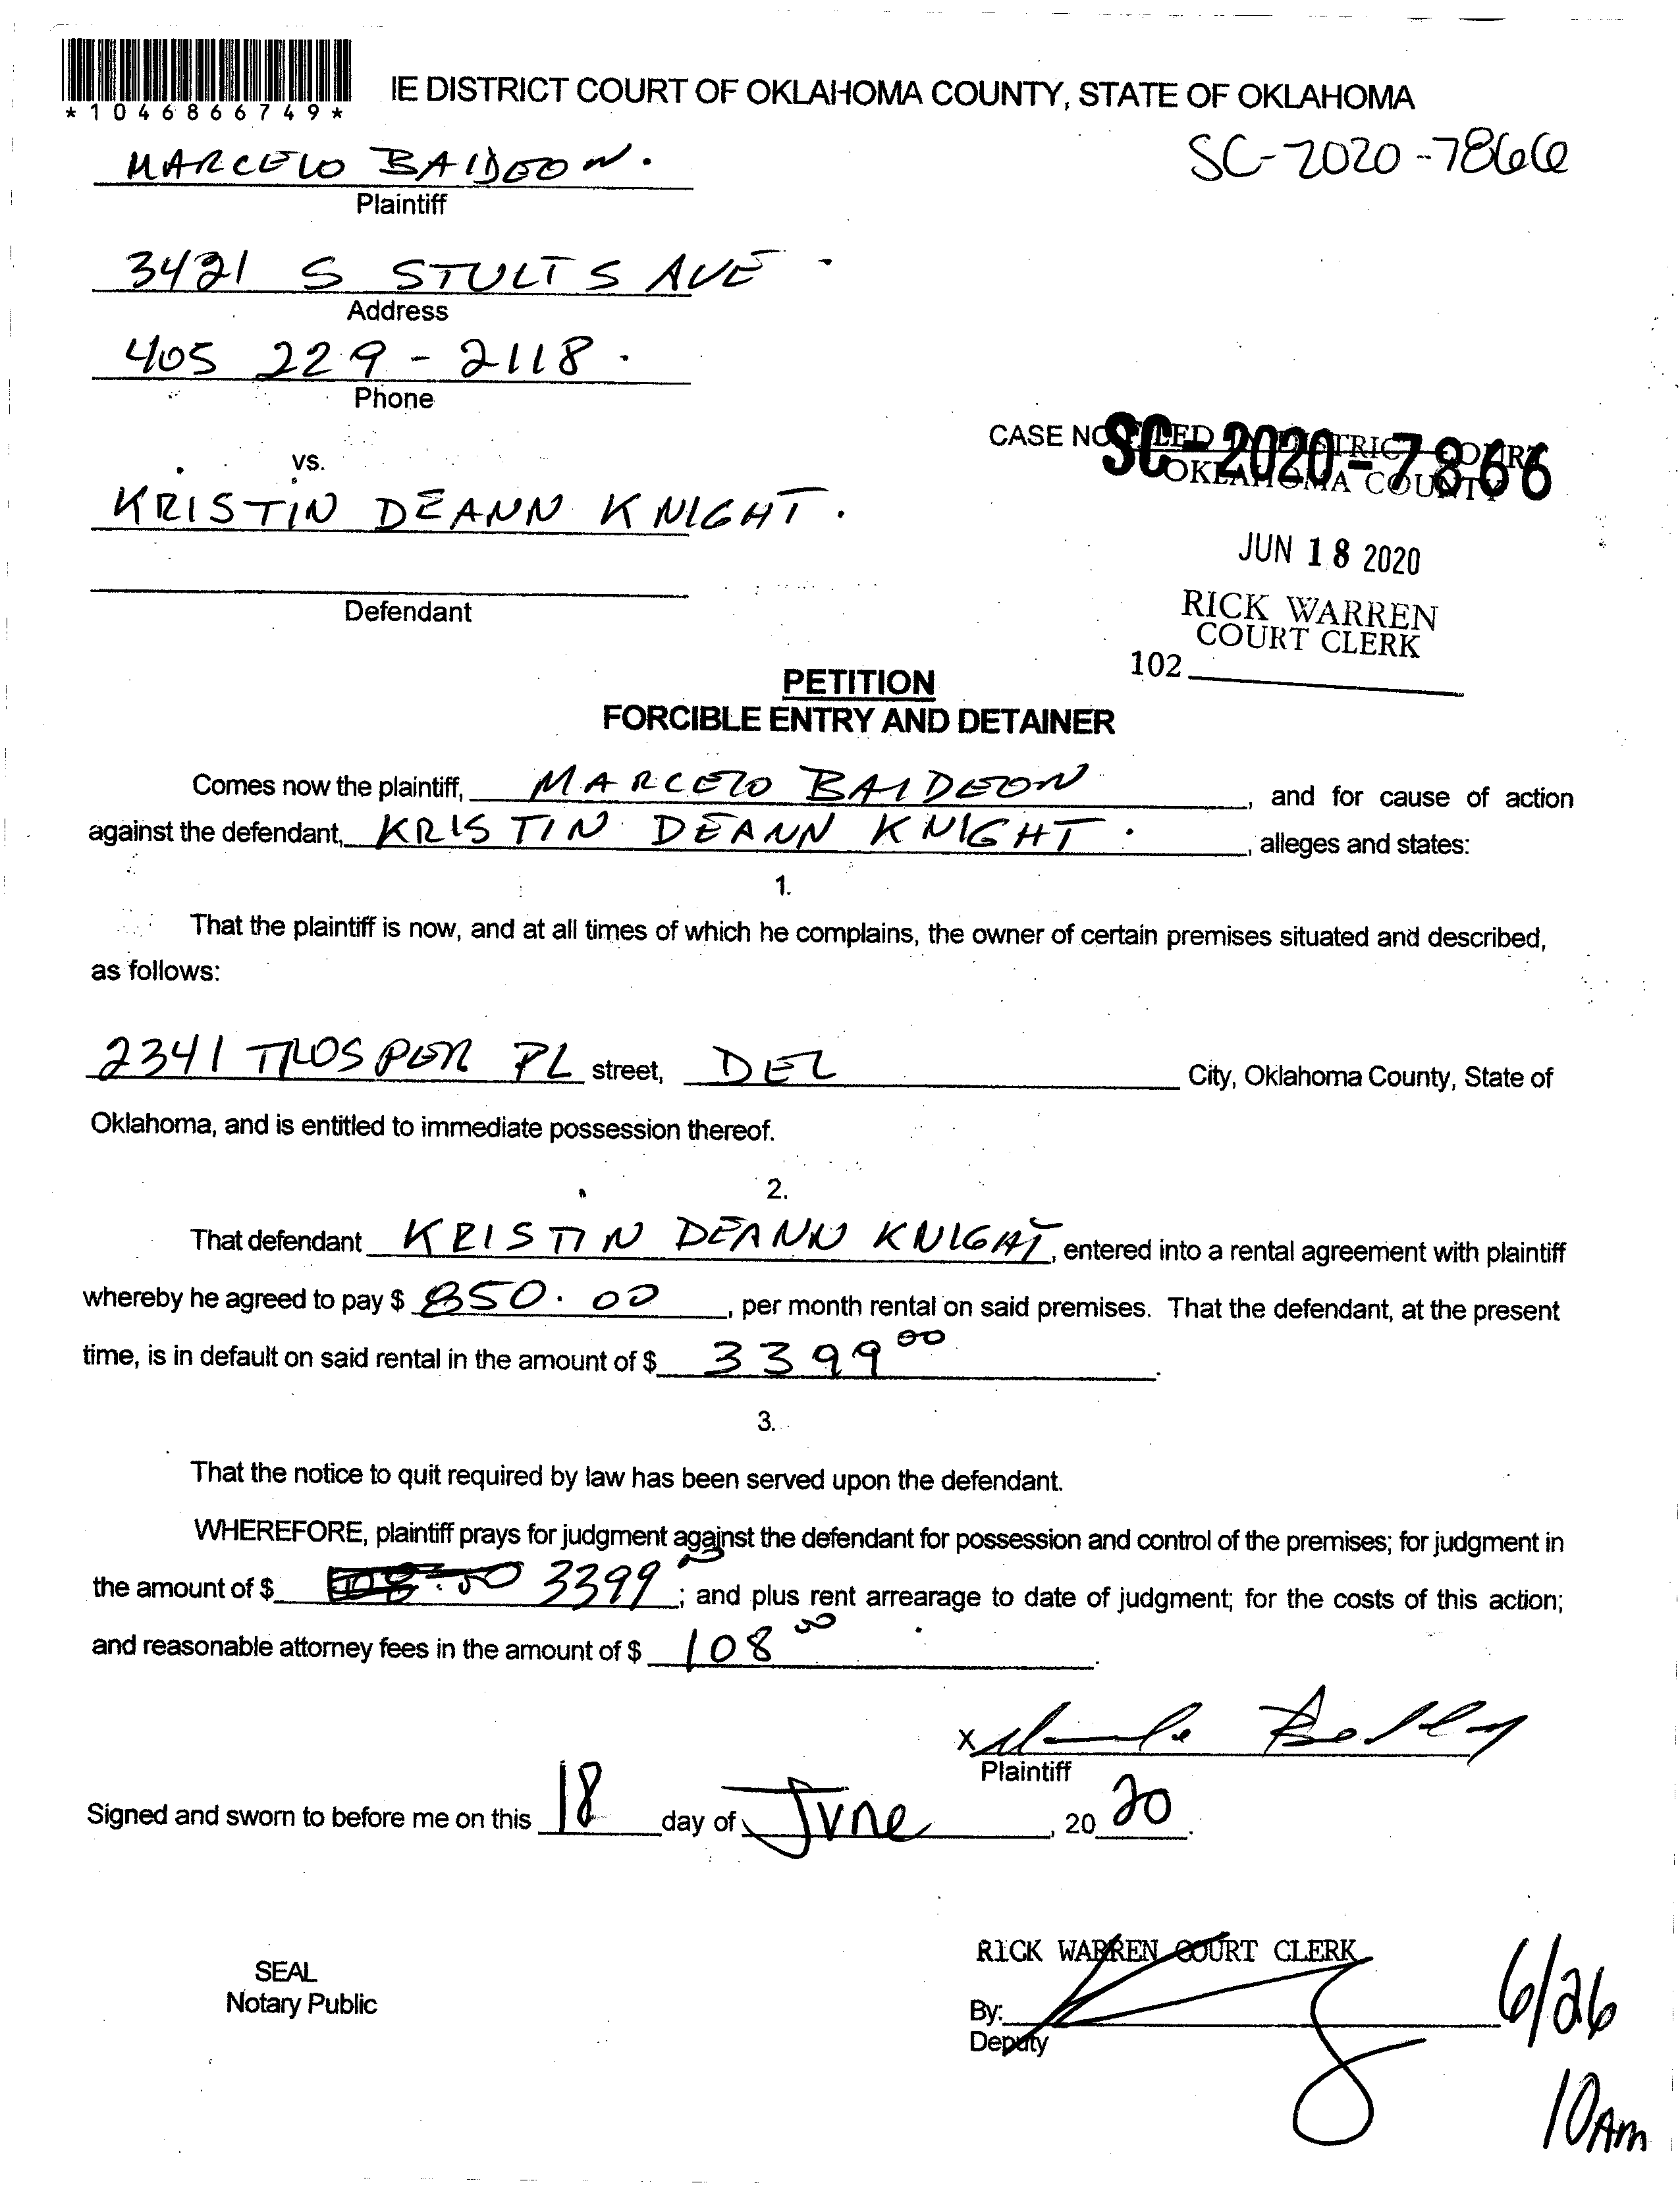 *1046866749*
IE DISTRICT COURT OF OKLAHOMA COUNTY, STATE OF OKLAHOMA
MARCELO BAIDEON.
SC-2020-7866
Plaintiff
3421 S STULTS AVE
Address
405 229-2118.
Phone
CASE NO SC-2020-7866
FILED DISTRICT COURT
OKLAHOMA COUNTY
vs.
KRISTIN DEANN KNIGHT.
JUN 18 2020
RICK WARREN
COURT CLERK
Defendant
102
PETITION
FORCIBLE ENTRY AND DETAINER
Comes now the plaintiff, MARCELO BAIDEON, and for cause of action
against the defendant, KRISTIN DEANN KNIGHT., alleges and states:
1.
That the plaintiff is now, and at all times of which he complains, the owner of certain premises situated and described,
as follows:
2341 TROSPER PL street, DEL City, Oklahoma County, State of
Oklahoma, and is entitled to immediate possession thereof.
2.
That defendant KRISTIN DEANN KNIGHT, entered into a rental agreement with plaintiff
whereby he agreed to pay $ 850.00, per month rental on said premises. That the defendant, at the present
time, is in default on said rental in the amount of $ 3399 00.
3.
That the notice to quit required by law has been served upon the defendant.
WHEREFORE, plaintiff prays for judgment against the defendant for possession and control of the premises; for judgment in
the amount of $ 3399 00; and plus rent arrearage to date of judgment; for the costs of this action;
and reasonable attorney fees in the amount of $ 108 00.
X
Plaintiff
Signed and sworn to before me on this 18 day of June, 2020.
RICK WARREN COURT CLERK
SEAL
Notary Public
By:
Deputy
6/26
10AM